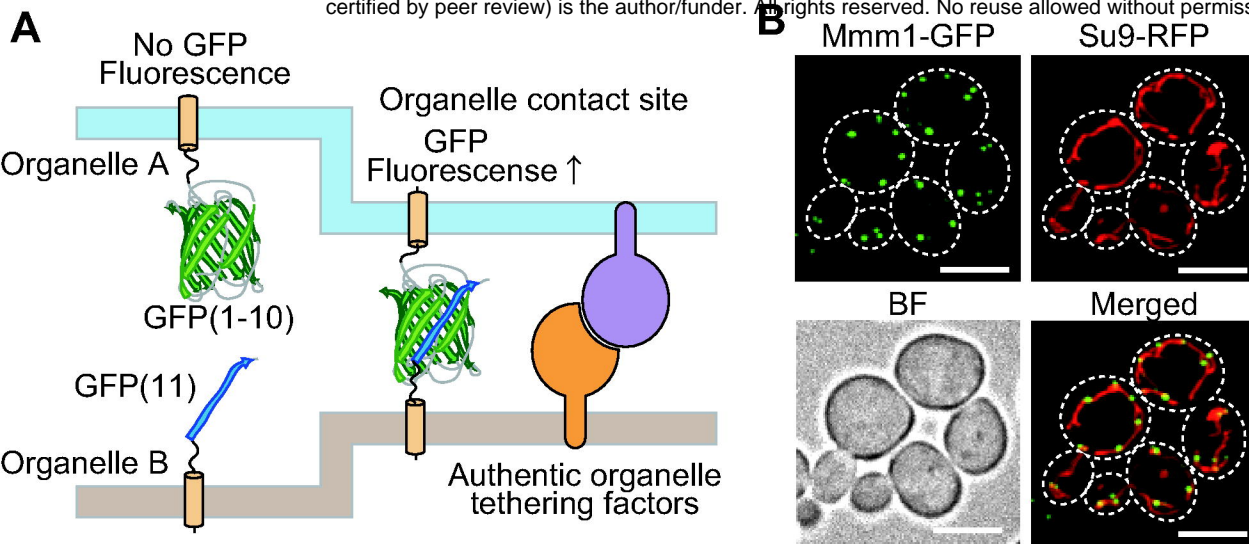 certified by peer review) is the author/funder. All rights reserved. No reuse allowed without
A
No GFP
Fluorescence
Organelle contact site
GFP
Fluorescense ↑
Organelle A
GFP(1-10)
GFP(11)
Organelle B
Authentic organelle
tethering factors
B
Mmm1-GFP
Su9-RFP
BF
Merged